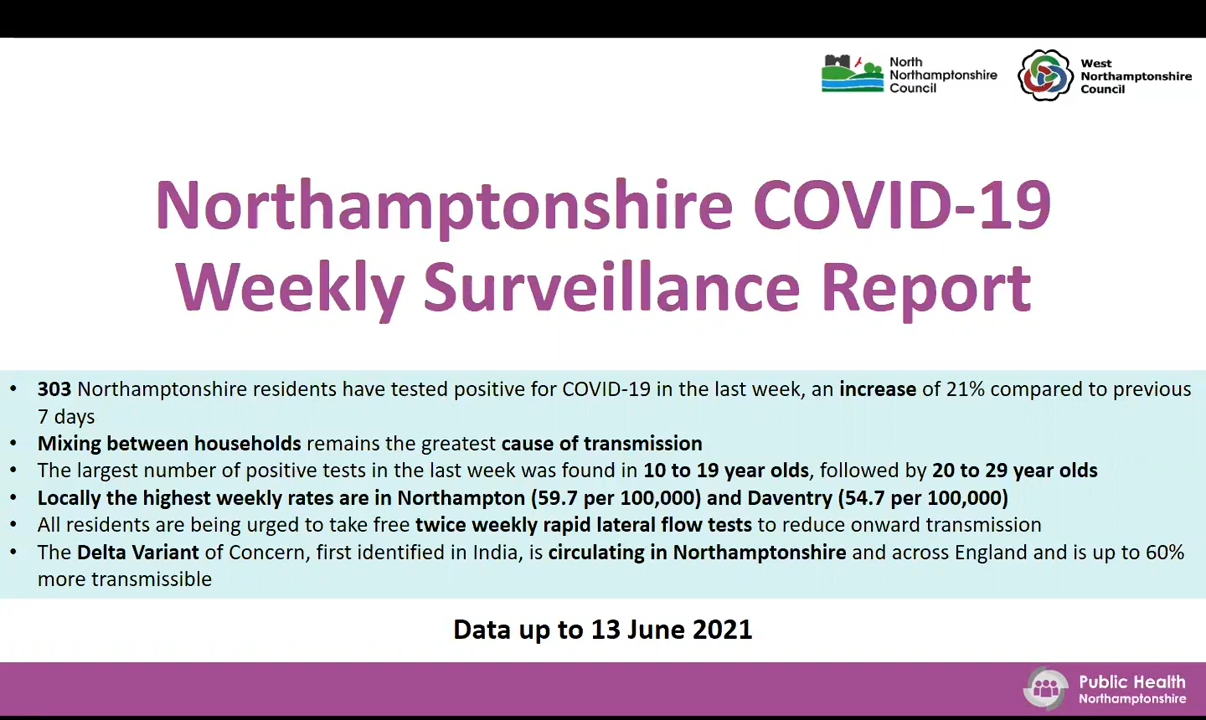 North
Northamptonshire
Council
West
Northamptonshire
Council
Northamptonshire COVID-19
Weekly Surveillance Report
• 303 Northamptonshire residents have tested positive for COVID-19 in the last week, an increase of 21% compared to previous
7 days
• Mixing between households remains the greatest cause of transmission
• The largest number of positive tests in the last week was found in 10 to 19 year olds, followed by 20 to 29 year olds
• Locally the highest weekly rates are in Northampton (59.7 per 100,000) and Daventry (54.7 per 100,000)
• All residents are being urged to take free twice weekly rapid lateral flow tests to reduce onward transmission
• The Delta Variant of Concern, first identified in India, is circulating in Northamptonshire and across England and is up to 60%
more transmissible
Data up to 13 June 2021
Public Health
Northamptonshire